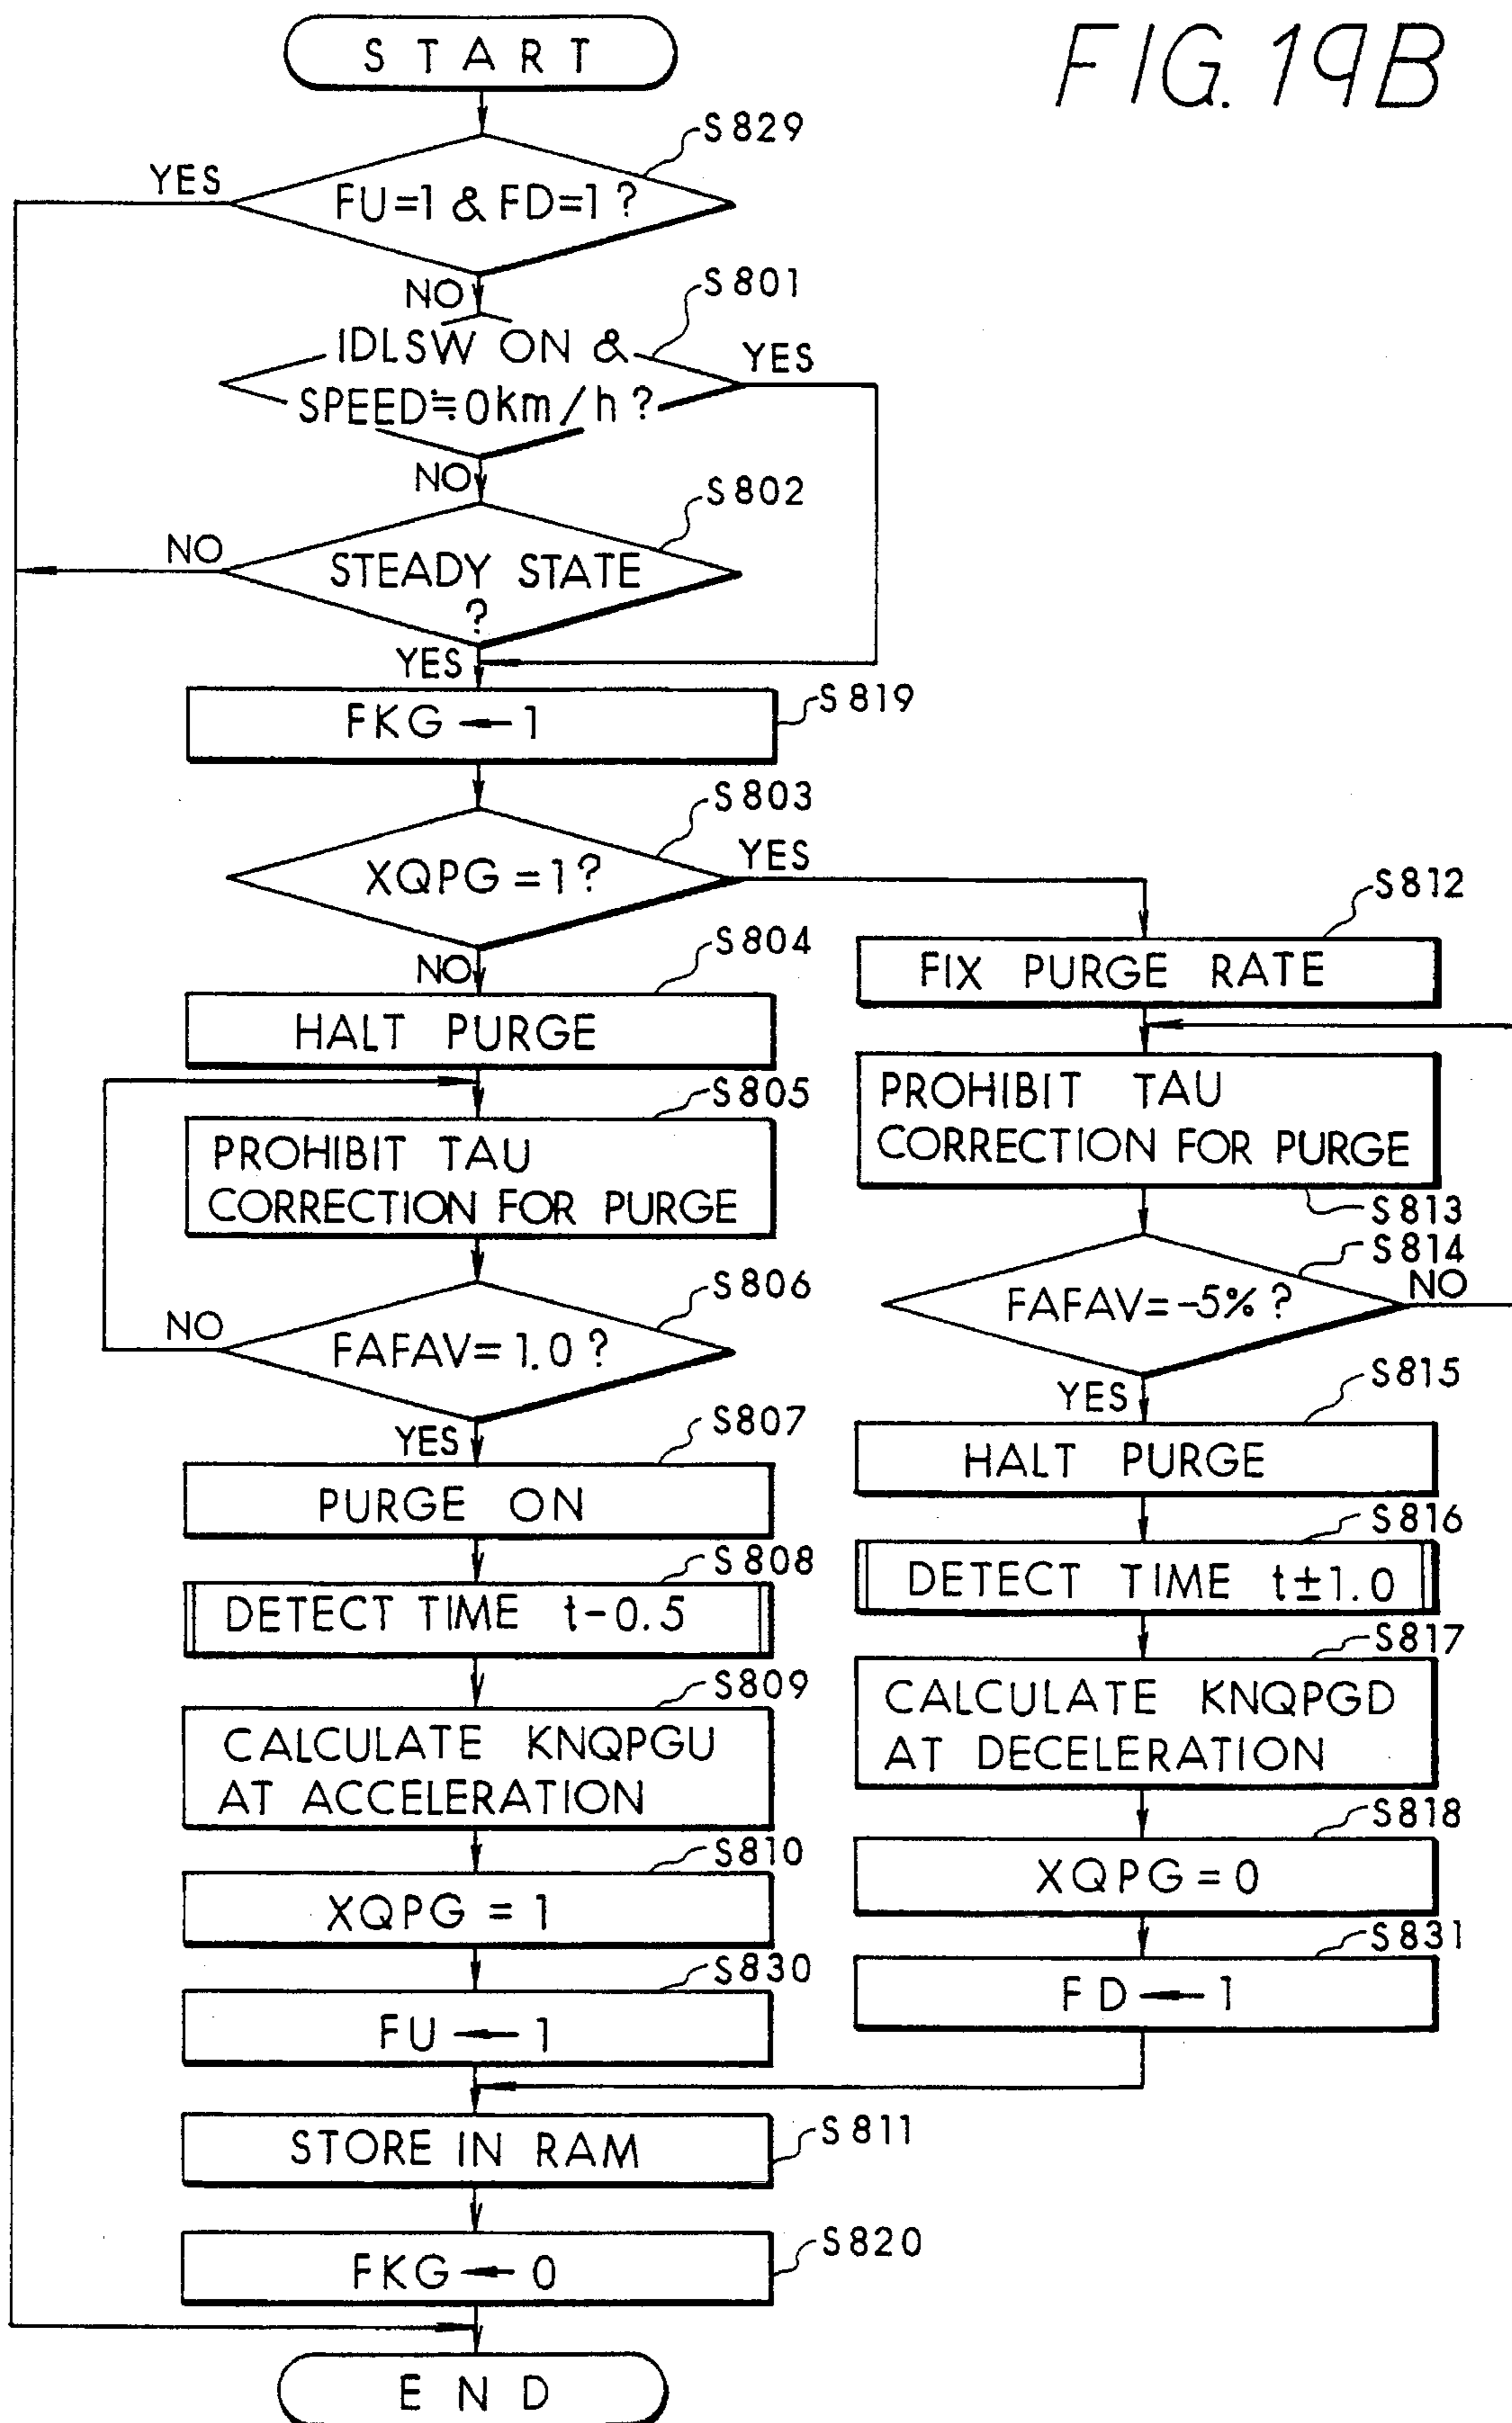 FIG. 19B
START
S829
YES
FU=1 & FD=1 ?
NO
S801
IDLSW ON &
SPEED≒0km/h ?
YES
NO
S802
NO
STEADY STATE
?
YES
S819
FKG ← 1
S803
XQPG = 1 ?
YES
NO
S804
HALT PURGE
S805
PROHIBIT TAU
CORRECTION FOR PURGE
S806
NO
FAFAV= 1.0 ?
YES
S807
PURGE ON
S808
DETECT TIME t-0.5
S809
CALCULATE KNQPGU
AT ACCELERATION
S810
XQPG = 1
S830
FU ← 1
S812
FIX PURGE RATE
PROHIBIT TAU
CORRECTION FOR PURGE
S813
S814
FAFAV= -5% ?
NO
YES
S815
HALT PURGE
S816
DETECT TIME t±1.0
S817
CALCULATE KNQPGD
AT DECELERATION
S818
XQPG = 0
S831
FD ← 1
S811
STORE IN RAM
S820
FKG ← 0
END